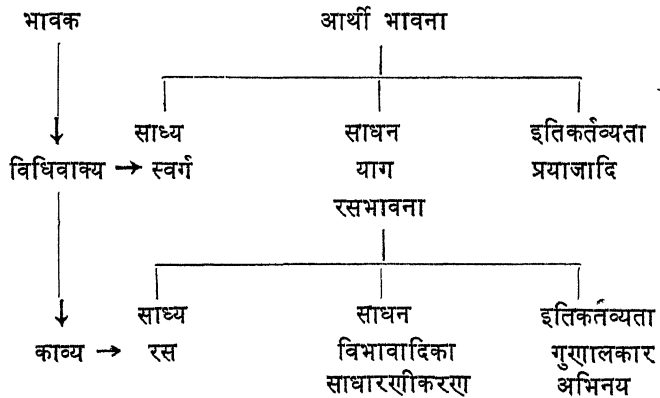 भावक आर्थी भावना
साध्य साधन इतिकर्तव्यता
विधिवाक्य → स्वर्ग याग प्रयाजादि
रसभावना
साध्य साधन इतिकर्तव्यता
काव्य → रस विभावादिका गुणालकार
साधारणीकरण अभिनय